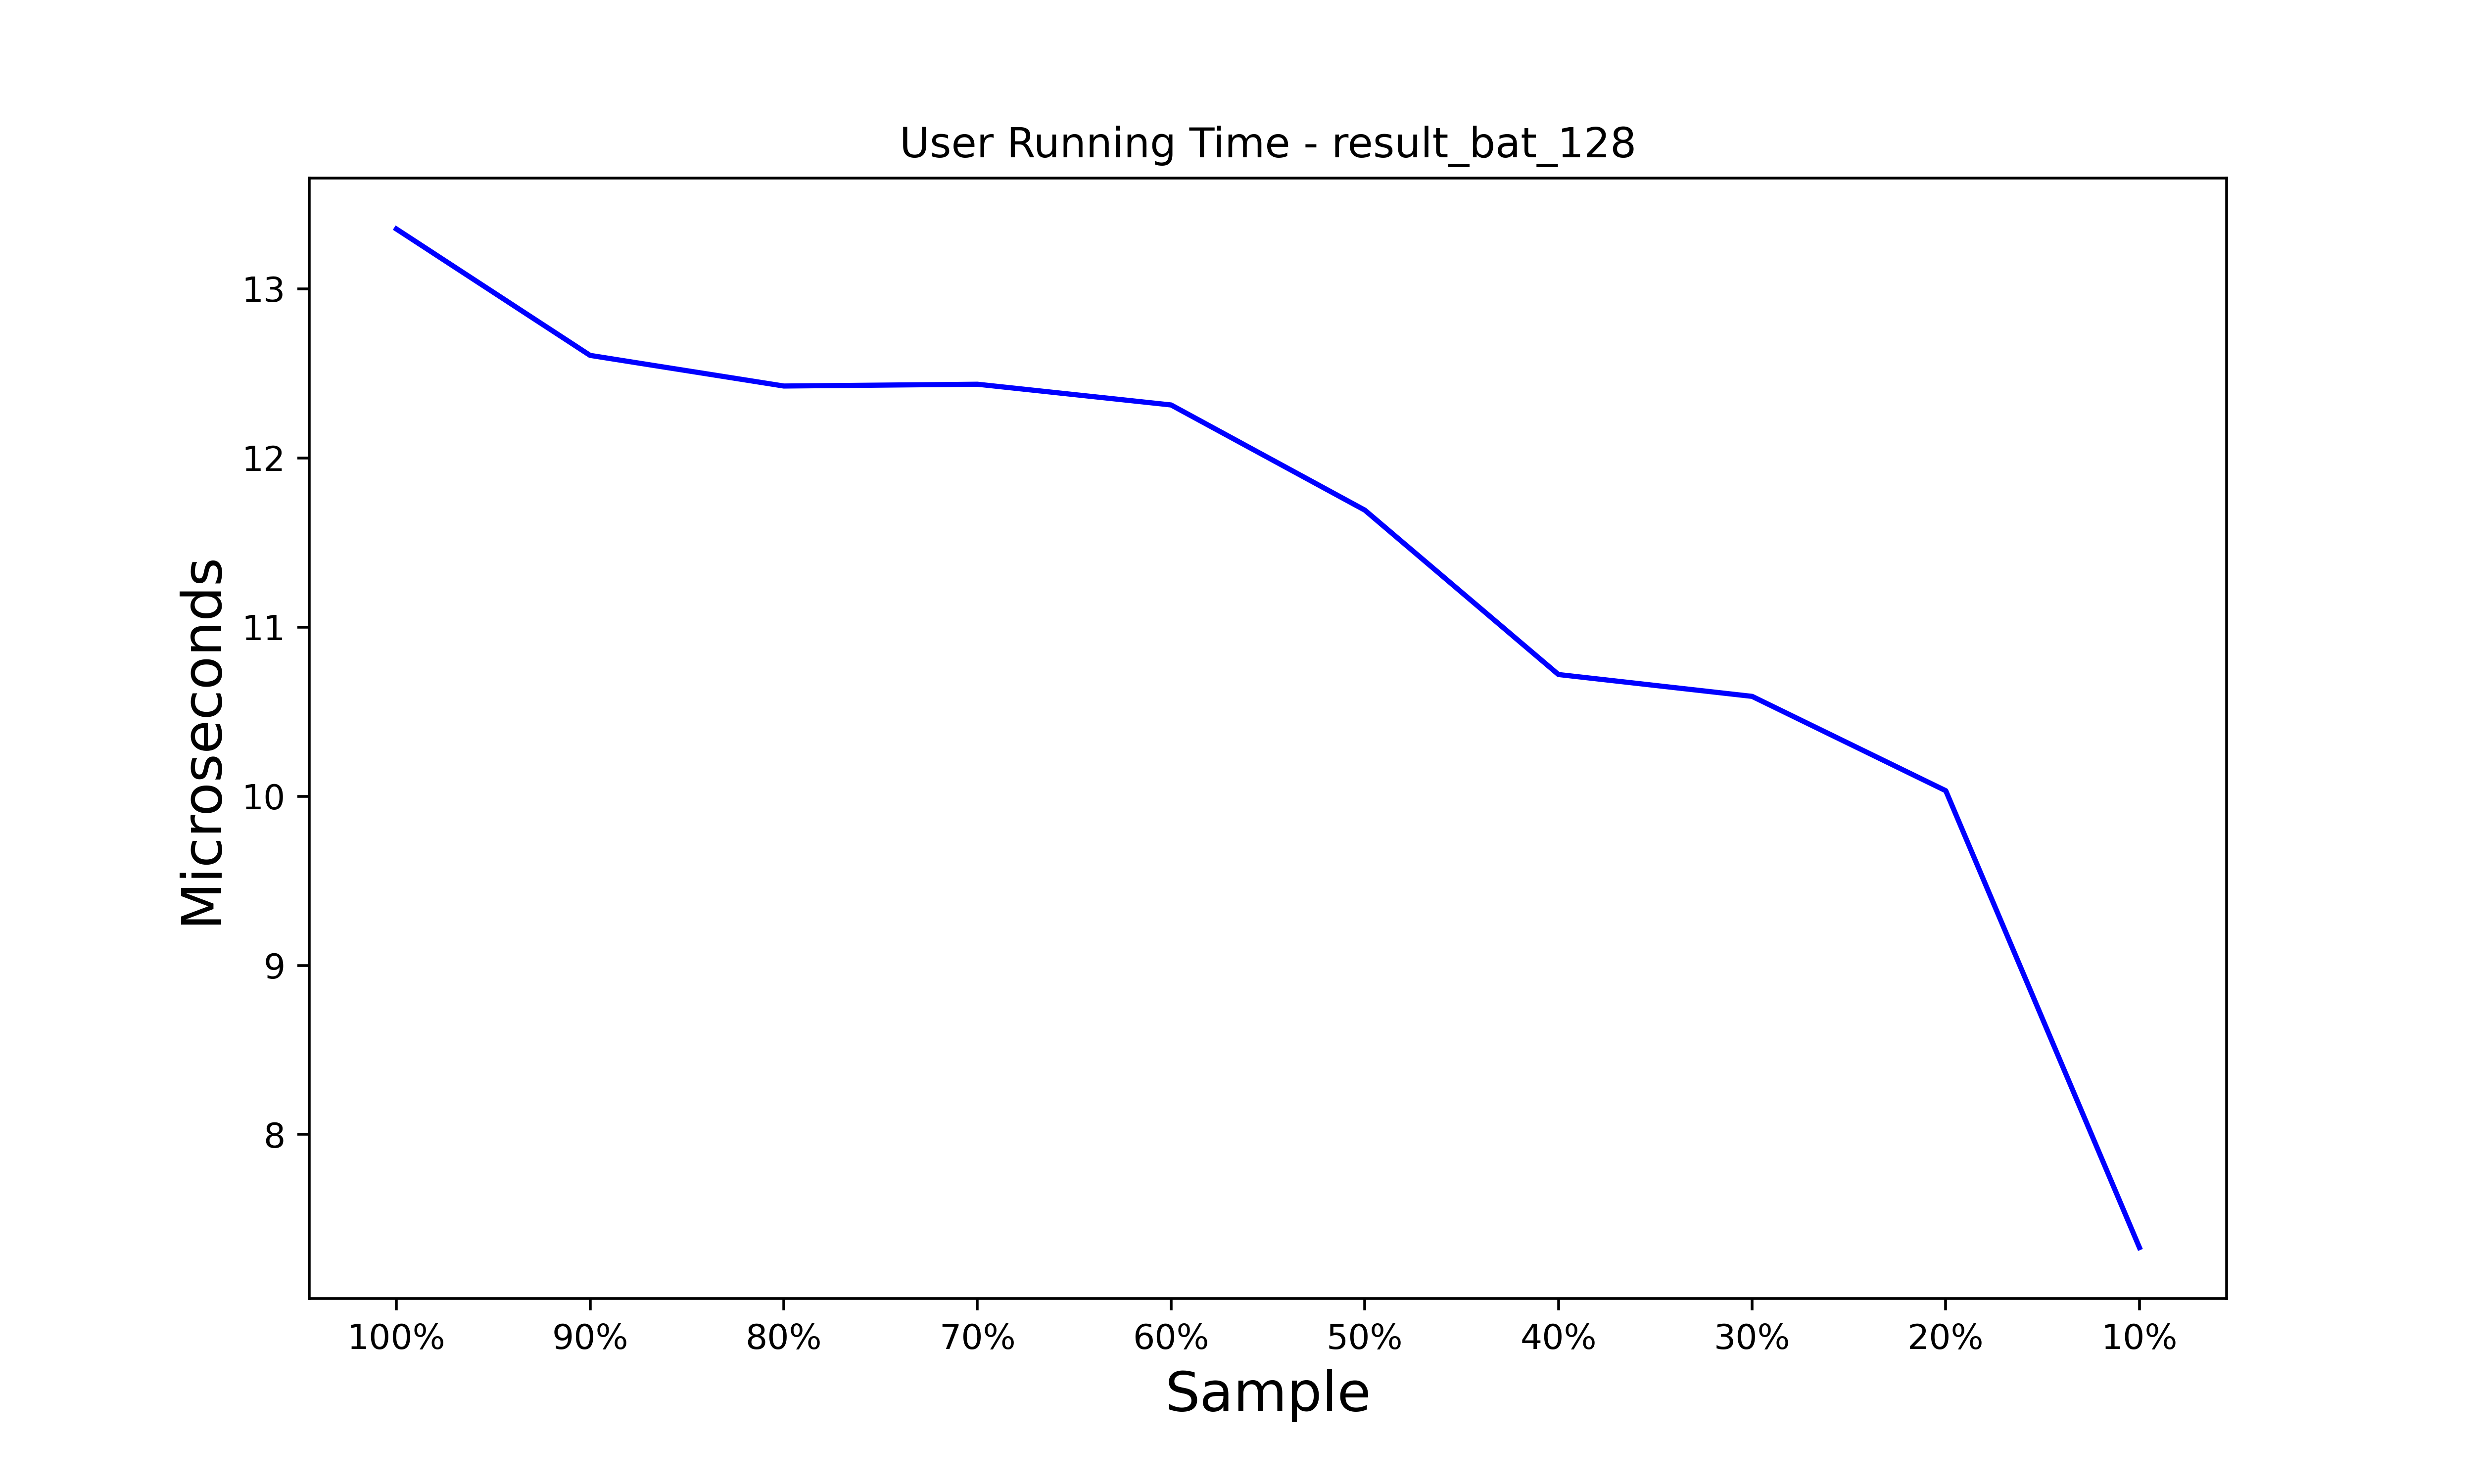 User Running Time - result_bat_128
Microseconds
13
12
11
10
9
8
100% 90% 80% 70% 60% 50% 40% 30% 20% 10%
Sample